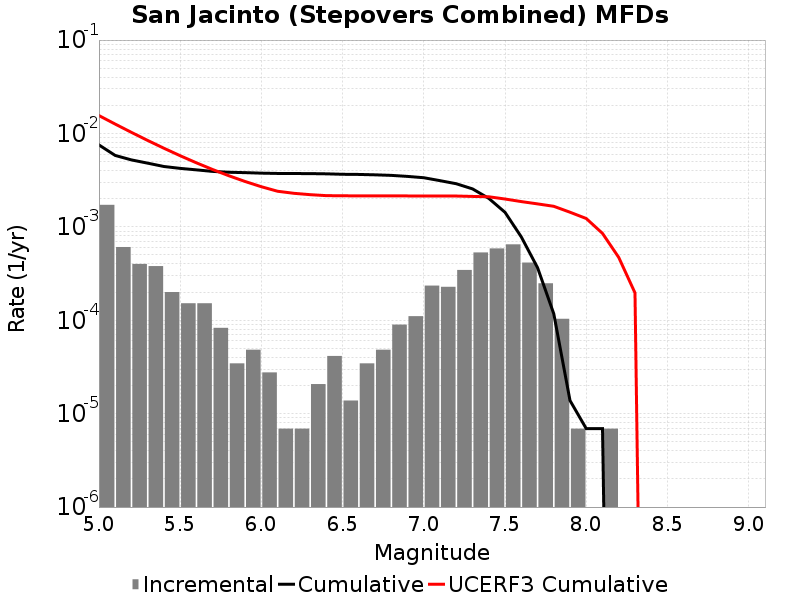 San Jacinto (Stepovers Combined) MFDs
10-1
10-2
10-3
10-4
10-5
10-6
Rate (1/yr)
5.0 5.5 6.0 6.5 7.0 7.5 8.0 8.5 9.0
Magnitude
Incremental Cumulative UCERF3 Cumulative